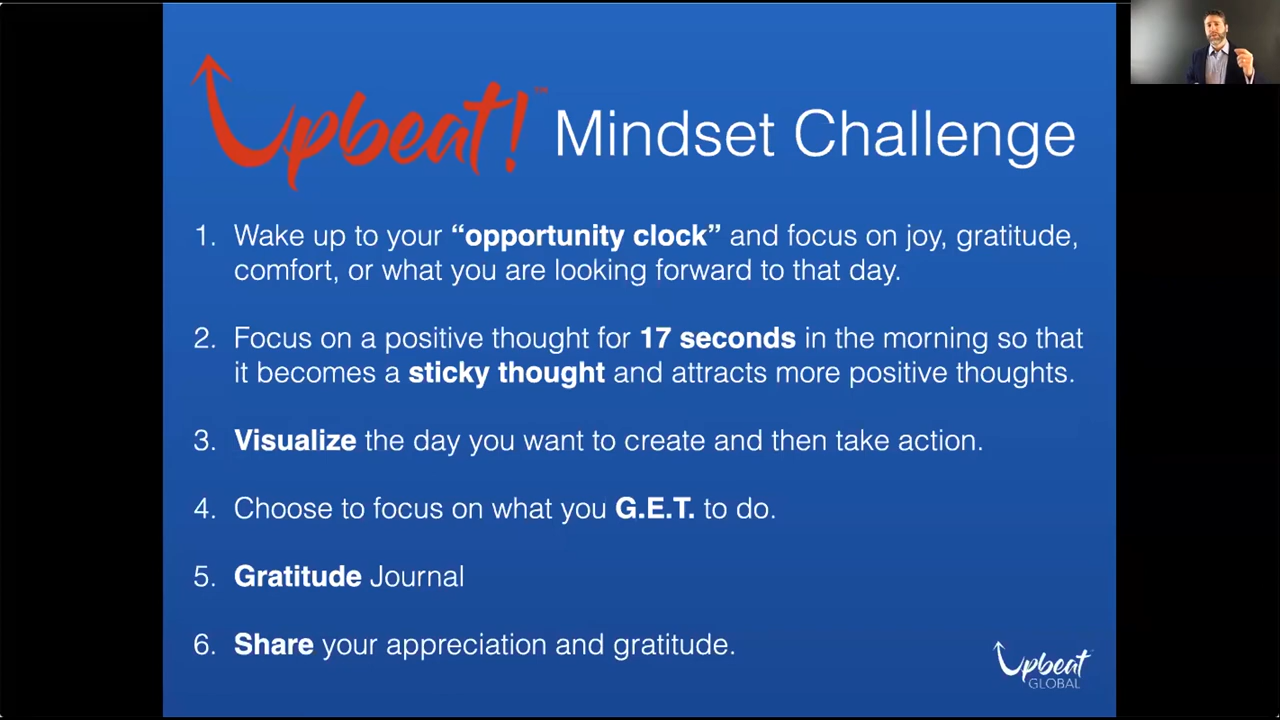 Upbeat!™ Mindset Challenge
1. Wake up to your “opportunity clock” and focus on joy, gratitude,
comfort, or what you are looking forward to that day.
2. Focus on a positive thought for 17 seconds in the morning so that
it becomes a sticky thought and attracts more positive thoughts.
3. Visualize the day you want to create and then take action.
4. Choose to focus on what you G.E.T. to do.
5. Gratitude Journal
6. Share your appreciation and gratitude.
Upbeat
GLOBAL